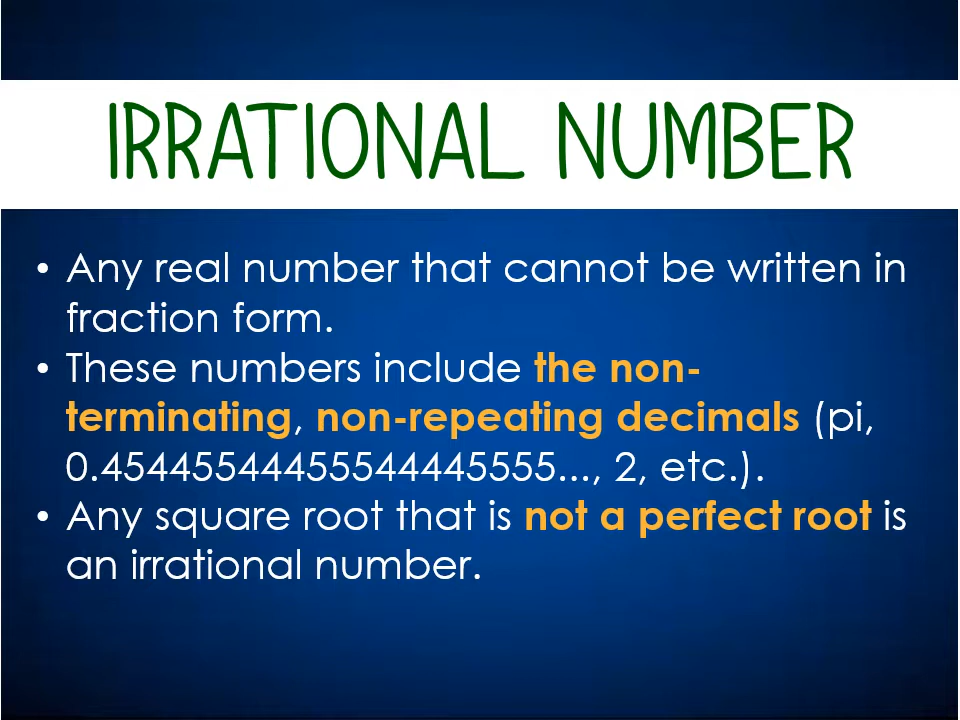 IRRATIONAL NUMBER
• Any real number that cannot be written in
fraction form.
• These numbers include the non-
terminating, non-repeating decimals (pi,
0.45445544455544445555..., 2, etc.).
• Any square root that is not a perfect root is
an irrational number.